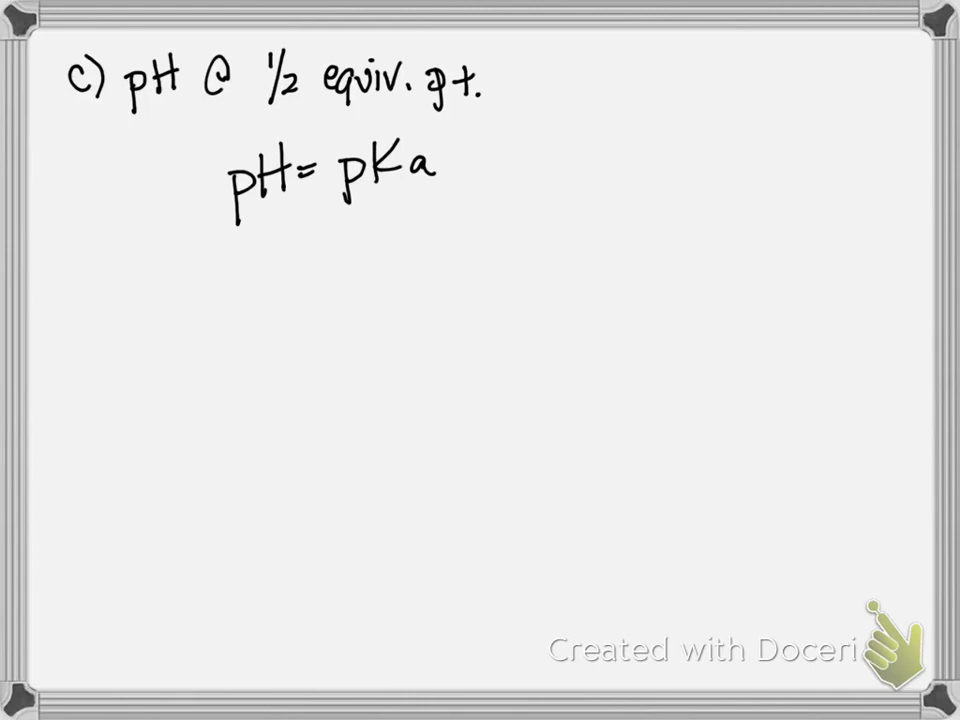 c) pH @ 1/2 equiv. pt.
pH = pKa
Created with Doceri